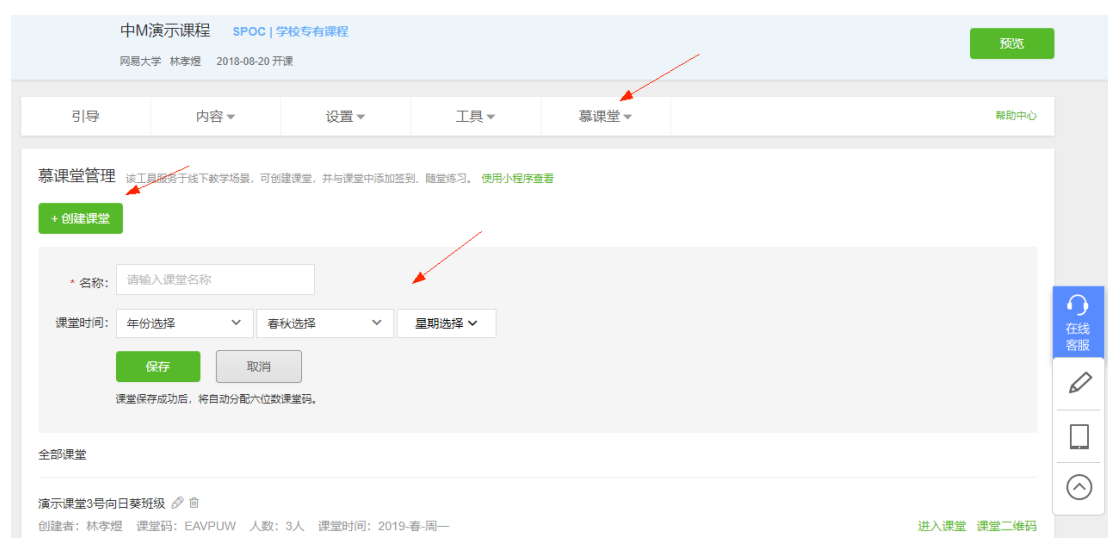 中M演示课程 SPOC | 学校专有课程
网易大学 林孝煜 2018-08-20 开课
预览
引导 内容 设置 工具 慕课堂 帮助中心
慕课堂管理 该工具服务于线下教学场景，可创建课堂，并与课堂中添加签到、随堂练习。 使用小程序查看
+ 创建课堂
* 名称： 请输入课堂名称
课堂时间： 年份选择 春秋选择 星期选择
保存 取消
课堂保存成功后，将自动分配六位数课堂码。
在线
客服
全部课堂
演示课堂3号向日葵班级
创建者：林孝煜 课堂码：EAVPUW 人数：3人 课堂时间：2019-春-周一 进入课堂 课堂二维码